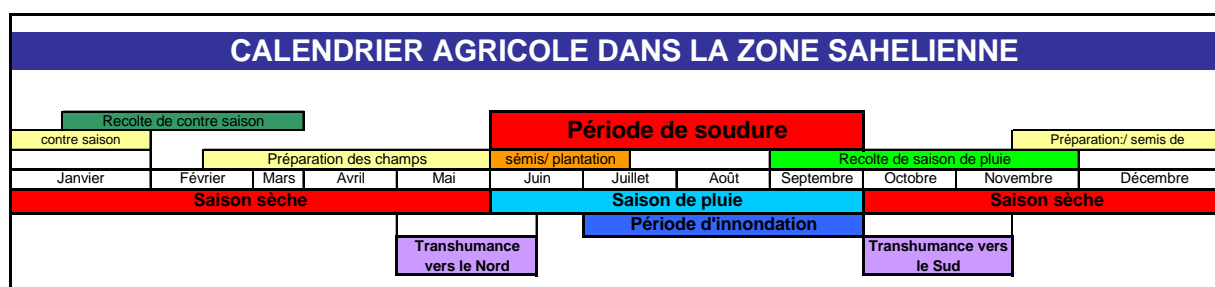 CALENDRIER AGRICOLE DANS LA ZONE SAHELIENNE
Recolte de contre saison
Période de soudure
contre saison
Préparation:/ semis de
Préparation des champs
sémis/ plantation
Recolte de saison de pluie
Janvier Février Mars Avril Mai Juin Juillet Août Septembre Octobre Novembre Décembre
Saison sèche Saison de pluie Saison sèche
Période d'innondation
Transhumance
vers le Nord
Transhumance vers
le Sud